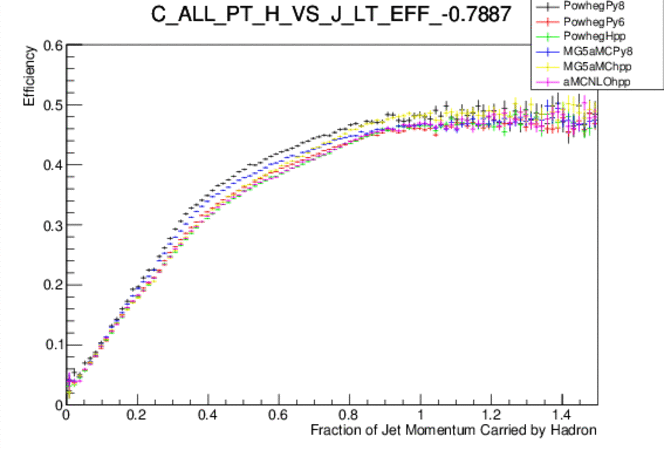 C_ALL_PT_H_VS_J_LT_EFF_-0.7887
PowhegPy8
PowhegPy6
PowhegHpp
MG5aMCPy8
MG5aMChpp
aMCNLOhpp
Efficiency
0.6
0.5
0.4
0.3
0.2
0.1
0
0 0.2 0.4 0.6 0.8 1 1.2 1.4
Fraction of Jet Momentum Carried by Hadron